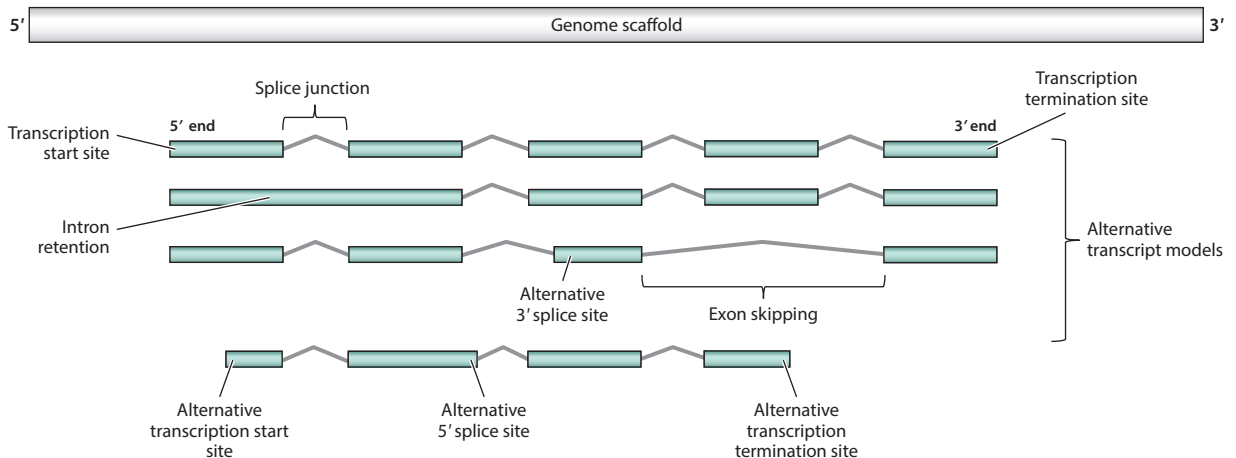 5′ Genome scaffold 3′
Splice junction
Transcription
termination site
Transcription
start site
5′ end
3′ end
Intron
retention
Alternative
transcript models
Alternative
3′ splice site
Exon skipping
Alternative
transcription start
site
Alternative
5′ splice site
Alternative
transcription
termination site